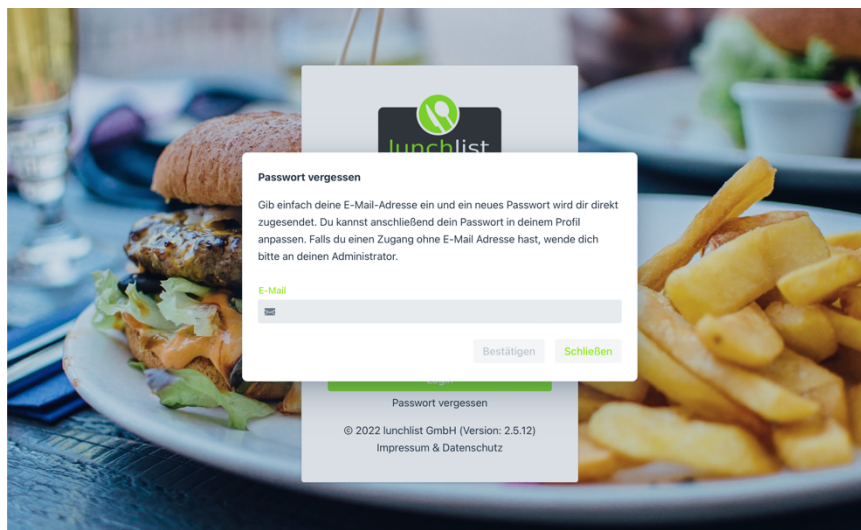 lunchlist
Passwort vergessen
Gib einfach deine E-Mail-Adresse ein und ein neues Passwort wird dir direkt
zugesendet. Du kannst anschließend dein Passwort in deinem Profil
anpassen. Falls du einen Zugang ohne E-Mail Adresse hast, wende dich
bitte an deinen Administrator.
E-Mail
Bestätigen Schließen
Login
Passwort vergessen
© 2022 lunchlist GmbH (Version: 2.5.12)
Impressum & Datenschutz